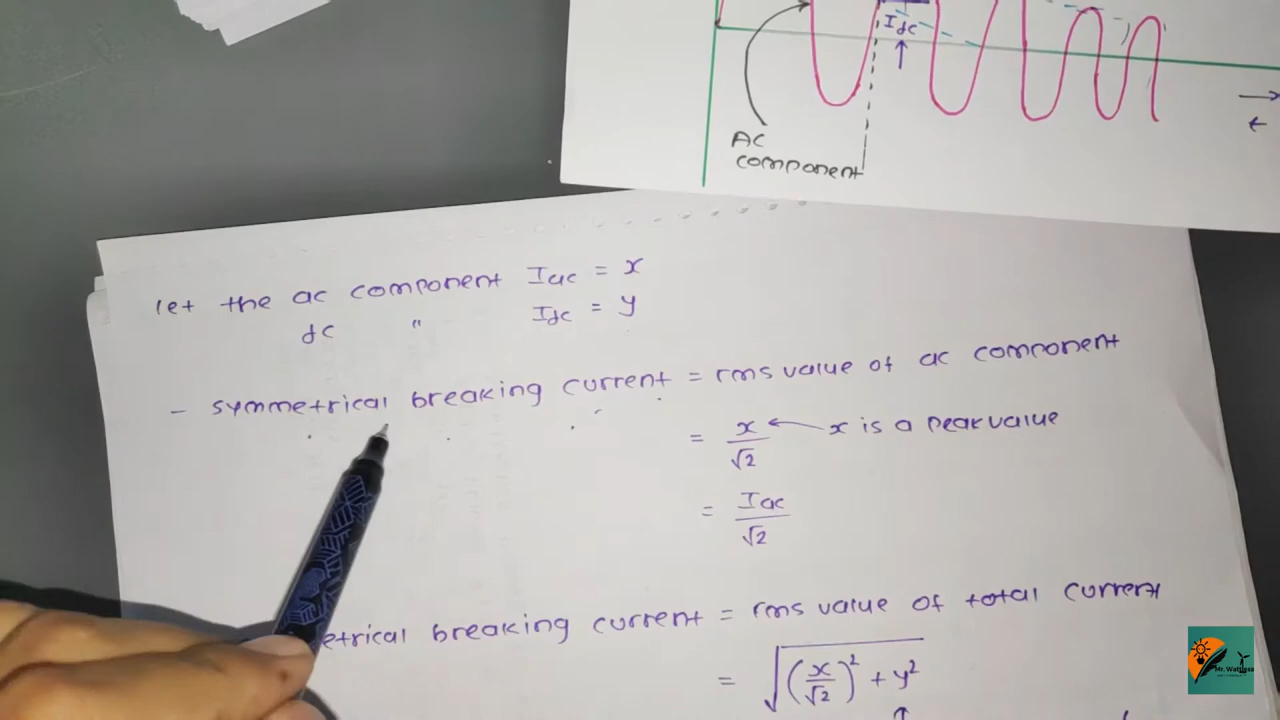 Idc
↑
AC
component
→
t
let the ac component Iac = x
dc " Idc = y
- symmetrical breaking current = rms value of ac component
= x/√2 ← x is a peak value
= Iac/√2
etrical breaking current = rms value of total current
= √((x/√2)² + y²)
↑